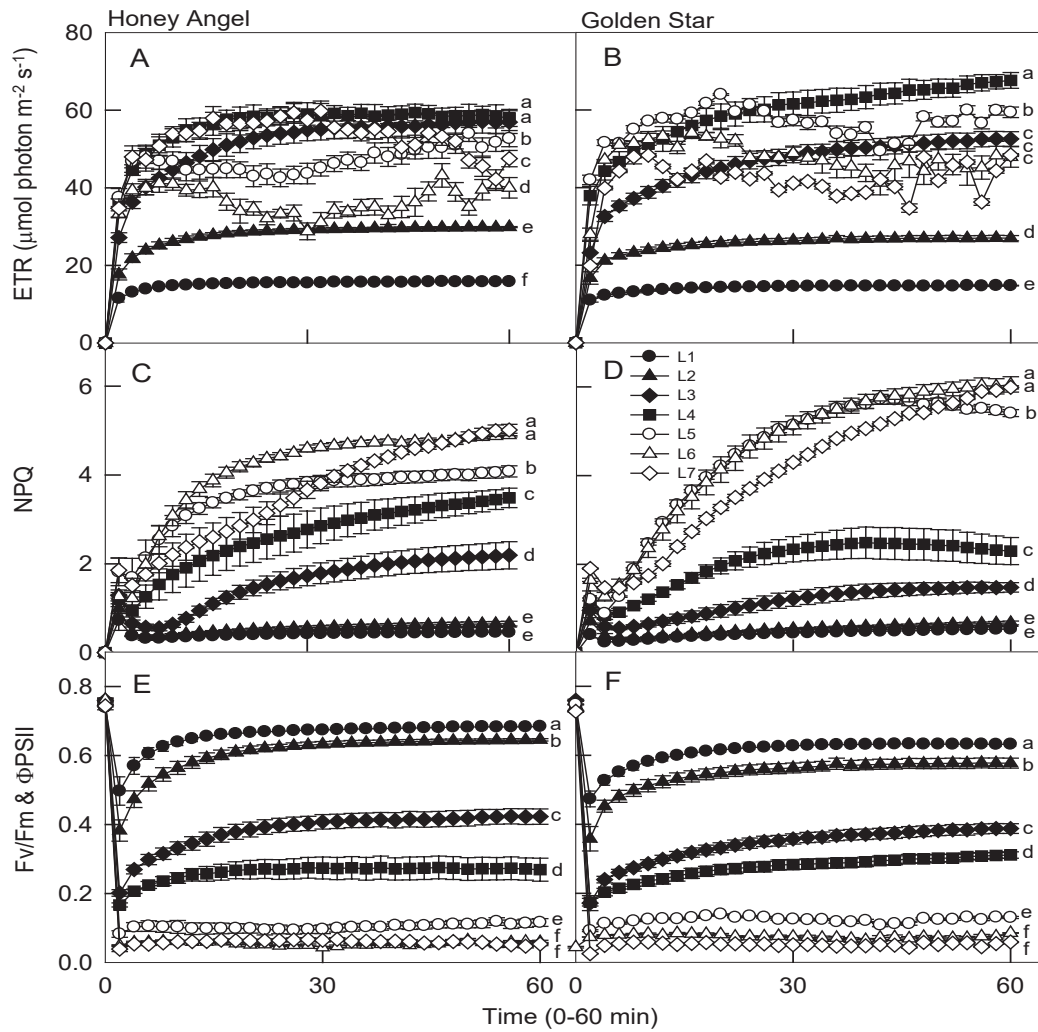 Honey Angel
Golden Star
80
60
40
20
0
ETR (μmol photon m-2 s-1)
A
a
a
b
c
d
e
f
B
a
b
c
c
c
d
e
6
4
2
0
NPQ
C
a
a
b
c
d
e
e
D
L1
L2
L3
L4
L5
L6
L7
a
a
b
c
d
e
e
0.8
0.6
0.4
0.2
0.0
Fv/Fm & ΦPSII
E
a
b
c
d
e
f
f
F
a
b
c
d
e
f
f
0
30
60
30
60
Time (0-60 min)